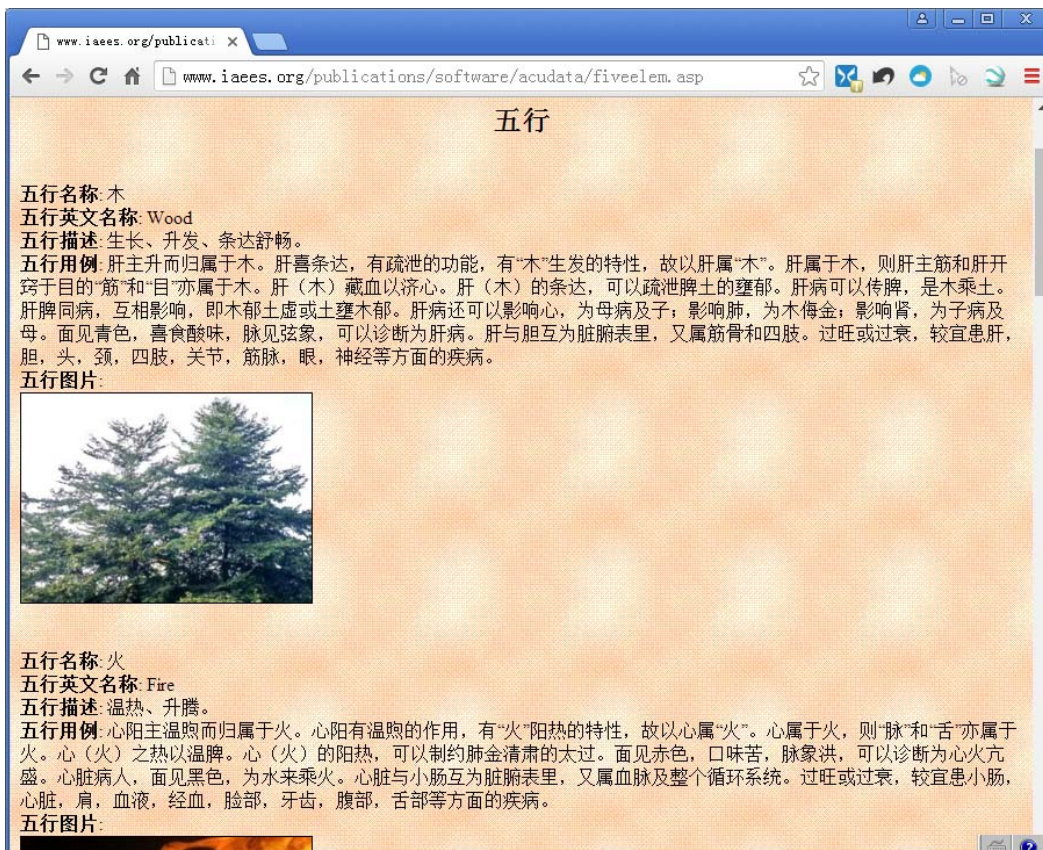 www.iaees.org/publicati
www.iaees.org/publications/software/acudata/fiveelem.asp
五行
五行名称: 木
五行英文名称: Wood
五行描述: 生长、升发、条达舒畅。
五行用例: 肝主升而归属于木。肝喜条达，有疏泄的功能，有“木”生发的特性，故以肝属“木”。肝属于木，则肝主筋和肝开
窍于目的“筋”和“目”亦属于木。肝（木）藏血以济心。肝（木）的条达，可以疏泄脾土的壅郁。肝病可以传脾，是木乘土。
肝脾同病，互相影响，即木郁土虚或土壅木郁。肝病还可以影响心，为母病及子；影响肺，为木侮金；影响肾，为子病及
母。面见青色，喜食酸味，脉见弦象，可以诊断为肝病。肝与胆互为脏腑表里，又属筋骨和四肢。过旺或过衰，较宜患肝，
胆，头，颈，四肢，关节，筋脉，眼，神经等方面的疾病。
五行图片:
五行名称: 火
五行英文名称: Fire
五行描述: 温热、升腾。
五行用例: 心阳主温煦而归属于火。心阳有温煦的作用，有“火”阳热的特性，故以心属“火”。心属于火，则“脉”和“舌”亦属于
火。心（火）之热以温脾。心（火）的阳热，可以制约肺金清肃的太过。面见赤色，口味苦，脉象洪，可以诊断为心火亢
盛。心脏病人，面见黑色，为水来乘火。心脏与小肠互为脏腑表里，又属血脉及整个循环系统。过旺或过衰，较宜患小肠，
心脏，肩，血液，经血，脸部，牙齿，腹部，舌部等方面的疾病。
五行图片: